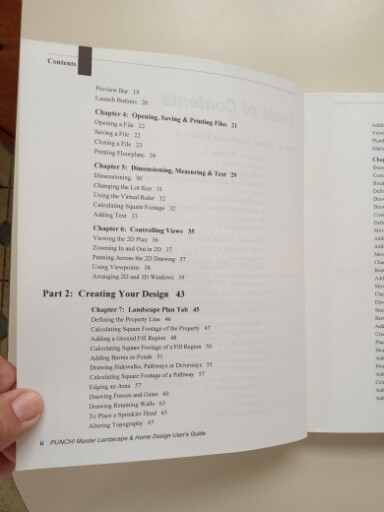 Contents
Preview Bar 19
Launch Buttons 20
Chapter 4: Opening, Saving & Printing Files 21
Opening a File 22
Saving a File 22
Closing a File 23
Printing Floorplans 24
Chapter 5: Dimensioning, Measuring & Text 29
Dimensioning 30
Changing the Lot Size 31
Using the Virtual Ruler 32
Calculating Square Footage 32
Adding Text 33
Chapter 6: Controlling Views 35
Viewing the 2D Plan 36
Zooming In and Out in 2D 37
Panning Across the 2D Drawing 37
Using Viewpoints 38
Arranging 2D and 3D Windows 39
Part 2: Creating Your Design 43
Chapter 7: Landscape Plan Tab 45
Defining the Property Line 46
Calculating Square Footage of the Property 47
Adding a Ground Fill Region 48
Calculating Square Footage of a Fill Region 50
Adding Berms or Ponds 51
Drawing Sidewalks, Pathways or Driveways 55
Calculating Square Footage of a Pathway 57
Edging an Area 57
Drawing Fences and Gates 60
Drawing Retaining Walls 63
To Place a Sprinkler Head 65
Altering Topography 67
ii PUNCH! Master Landscape & Home Design User's Guide